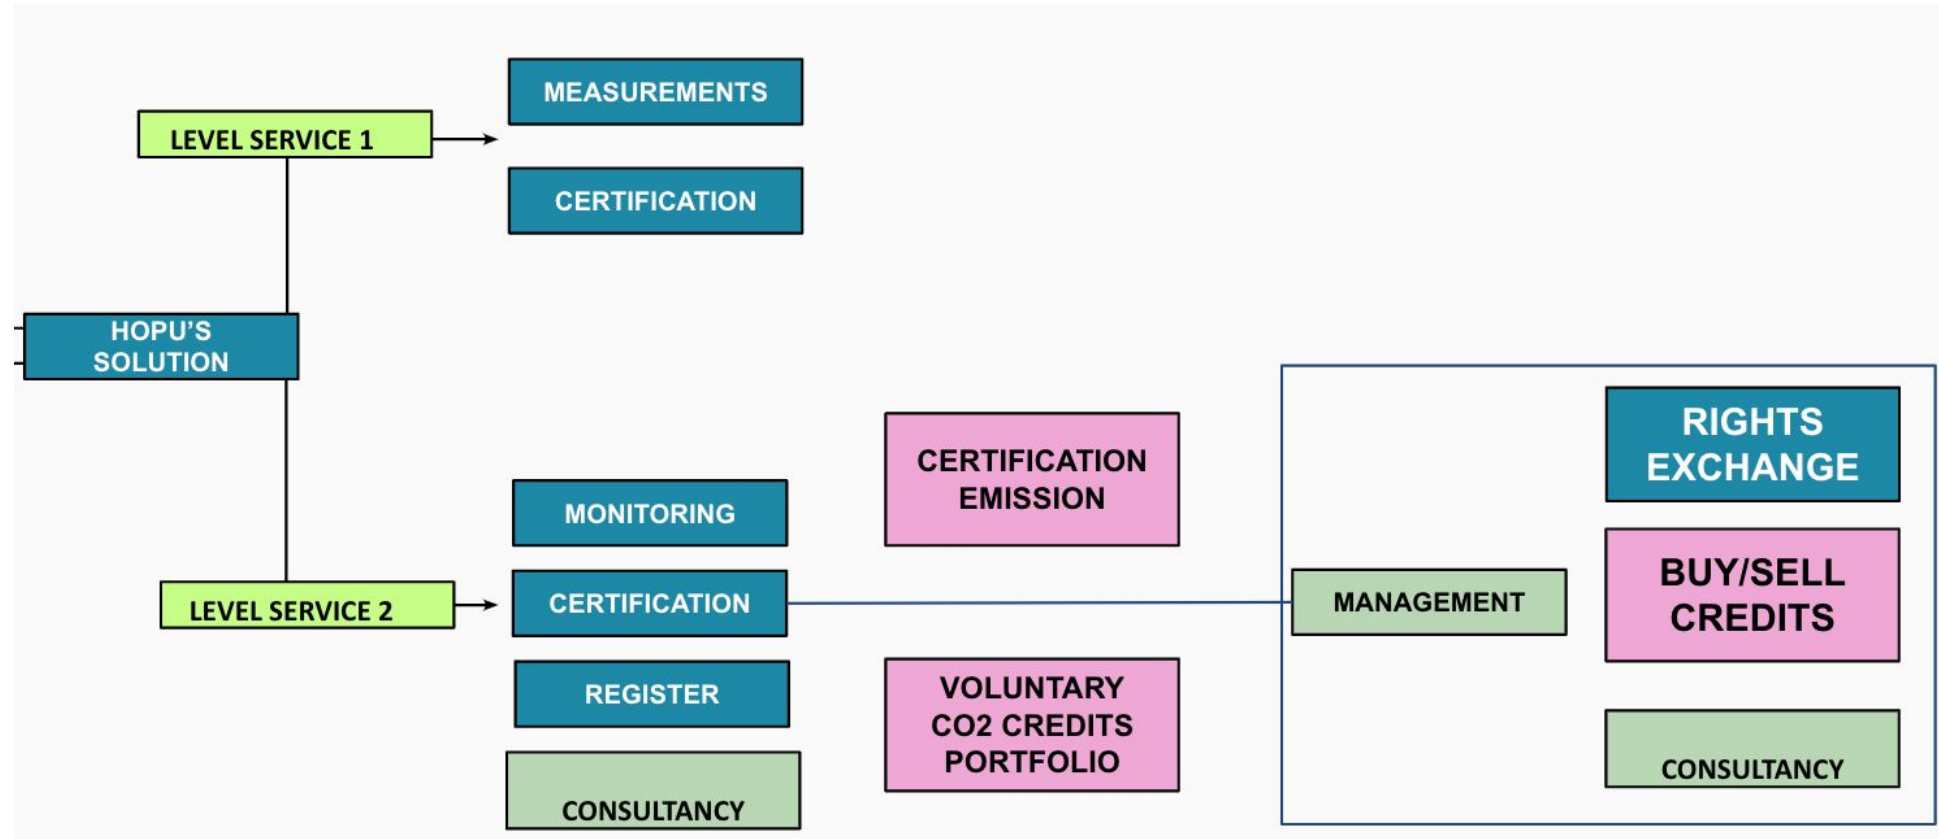 MEASUREMENTS
LEVEL SERVICE 1
CERTIFICATION
HOPU’S
SOLUTION
LEVEL SERVICE 2
MONITORING
CERTIFICATION
REGISTER
CONSULTANCY
CERTIFICATION
EMISSION
VOLUNTARY
CO2 CREDITS
PORTFOLIO
MANAGEMENT
RIGHTS
EXCHANGE
BUY/SELL
CREDITS
CONSULTANCY